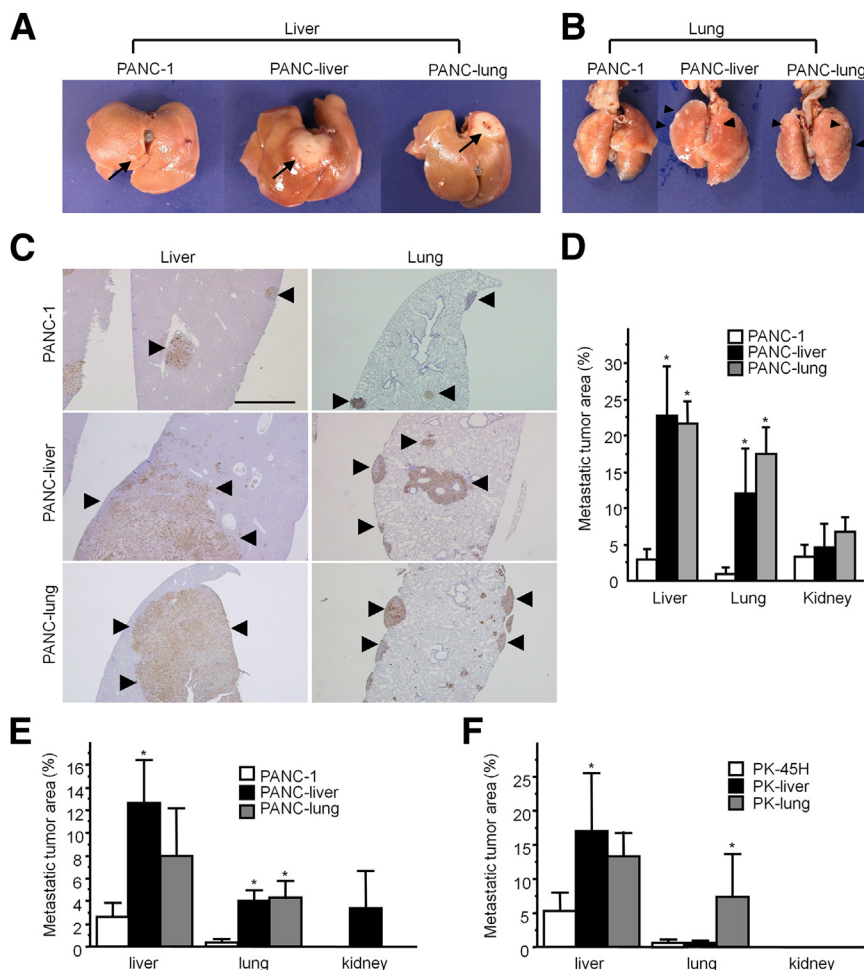 A
Liver
PANC-1 PANC-liver PANC-lung
B
Lung
PANC-1 PANC-liver PANC-lung
C
Liver Lung
PANC-1
PANC-liver
PANC-lung
D
Metastatic tumor area (%)
30
25
20
15
10
5
0
PANC-1
PANC-liver
PANC-lung
* * * *
Liver Lung Kidney
E
Metastatic tumor area (%)
16
14
12
10
8
6
4
2
0
PANC-1
PANC-liver
PANC-lung
* * *
liver lung kidney
F
Metastatic tumor area (%)
25
20
15
10
5
0
PK-45H
PK-liver
PK-lung
* *
liver lung kidney